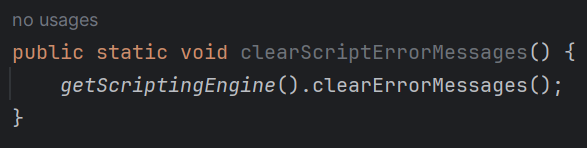 no usages
public static void clearScriptErrorMessages() {
    getScriptingEngine().clearErrorMessages();
}